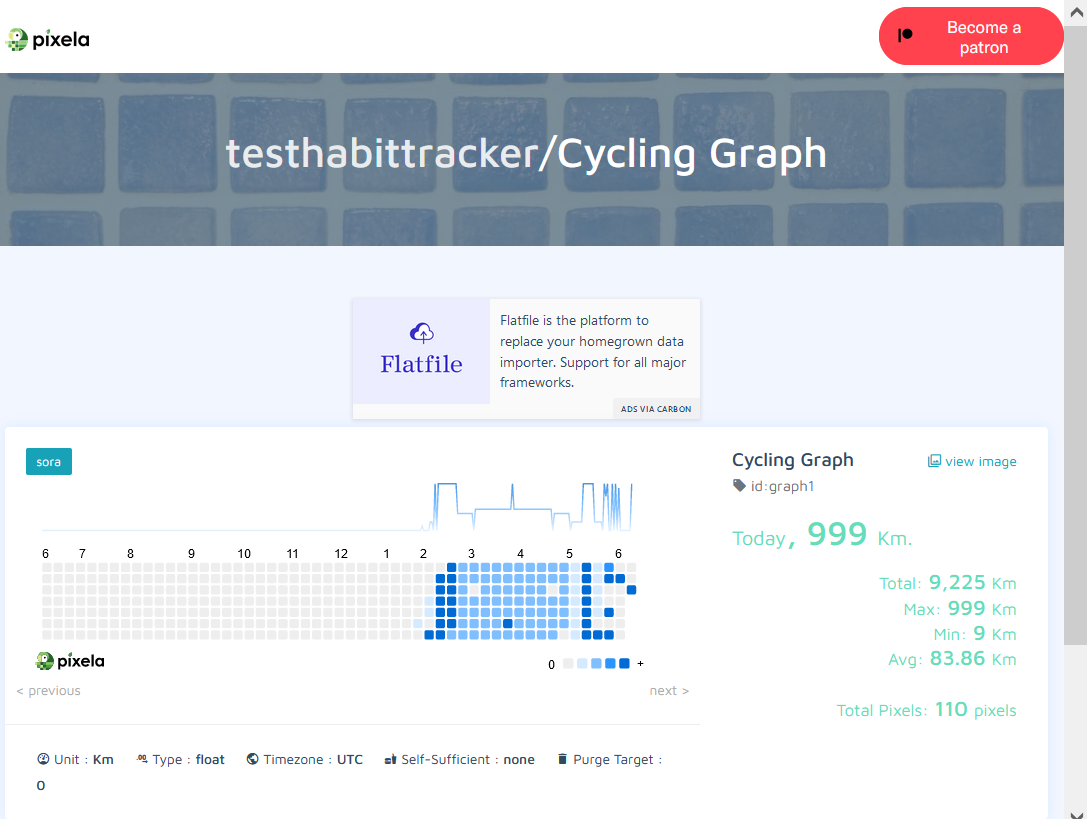 pixela
Become a
patron
testhabittracker/Cycling Graph
Flatfile
Flatfile is the platform to
replace your homegrown data
importer. Support for all major
frameworks.
ADS VIA CARBON
sora
6 7 8 9 10 11 12 1 2 3 4 5 6
pixela
0 +
< previous next >
Unit : Km .00 Type : float Timezone : UTC Self-Sufficient : none Purge Target :
0
Cycling Graph view image
id:graph1
Today, 999 Km.
Total: 9,225 Km
Max: 999 Km
Min: 9 Km
Avg: 83.86 Km
Total Pixels: 110 pixels